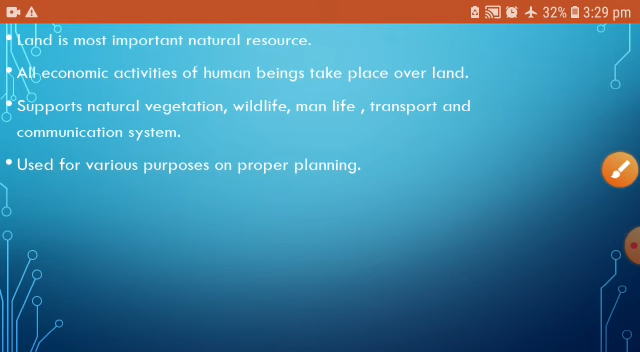 32% 3:29 pm
• Land is most important natural resource.
• All economic activities of human beings take place over land.
• Supports natural vegetation, wildlife, man life , transport and
communication system.
• Used for various purposes on proper planning.